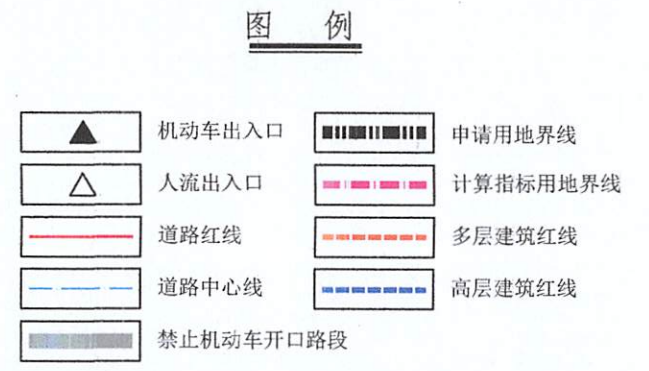 图 例
机动车出入口
申请用地界线
人流出入口
计算指标用地界线
道路红线
多层建筑红线
道路中心线
高层建筑红线
禁止机动车开口路段